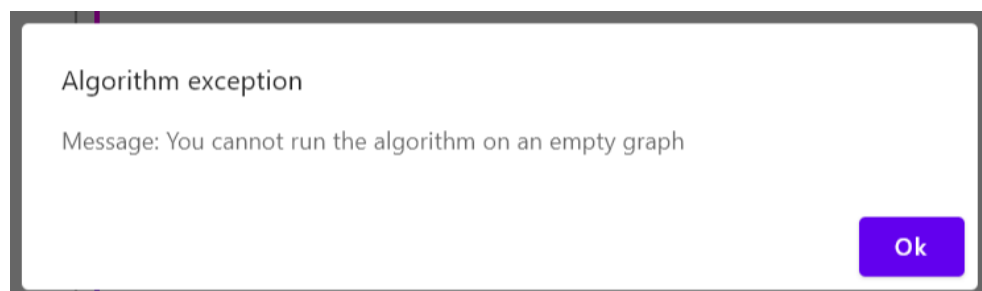 Algorithm exception
Message: You cannot run the algorithm on an empty graph
Ok